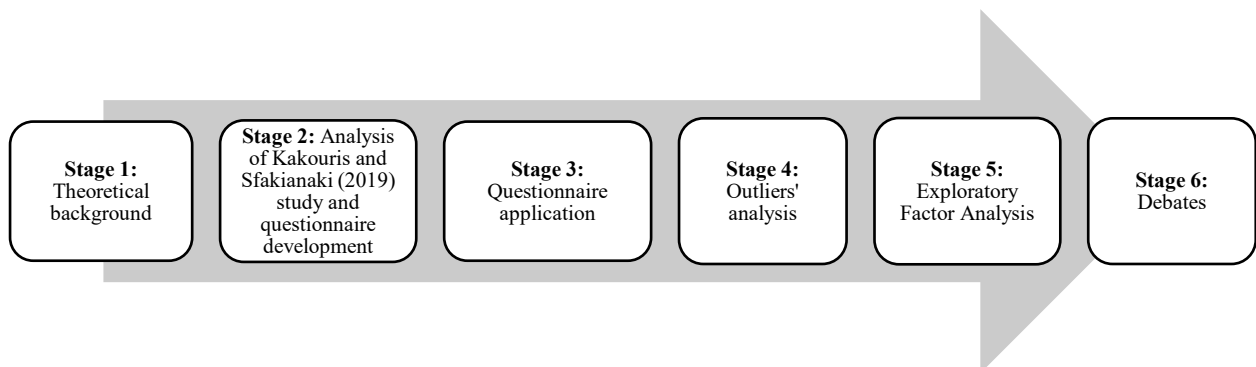 Stage 1:
Theoretical
background
Stage 2: Analysis
of Kakouris and
Sfakianaki (2019)
study and
questionnaire
development
Stage 3:
Questionnaire
application
Stage 4:
Outliers'
analysis
Stage 5:
Exploratory
Factor Analysis
Stage 6:
Debates